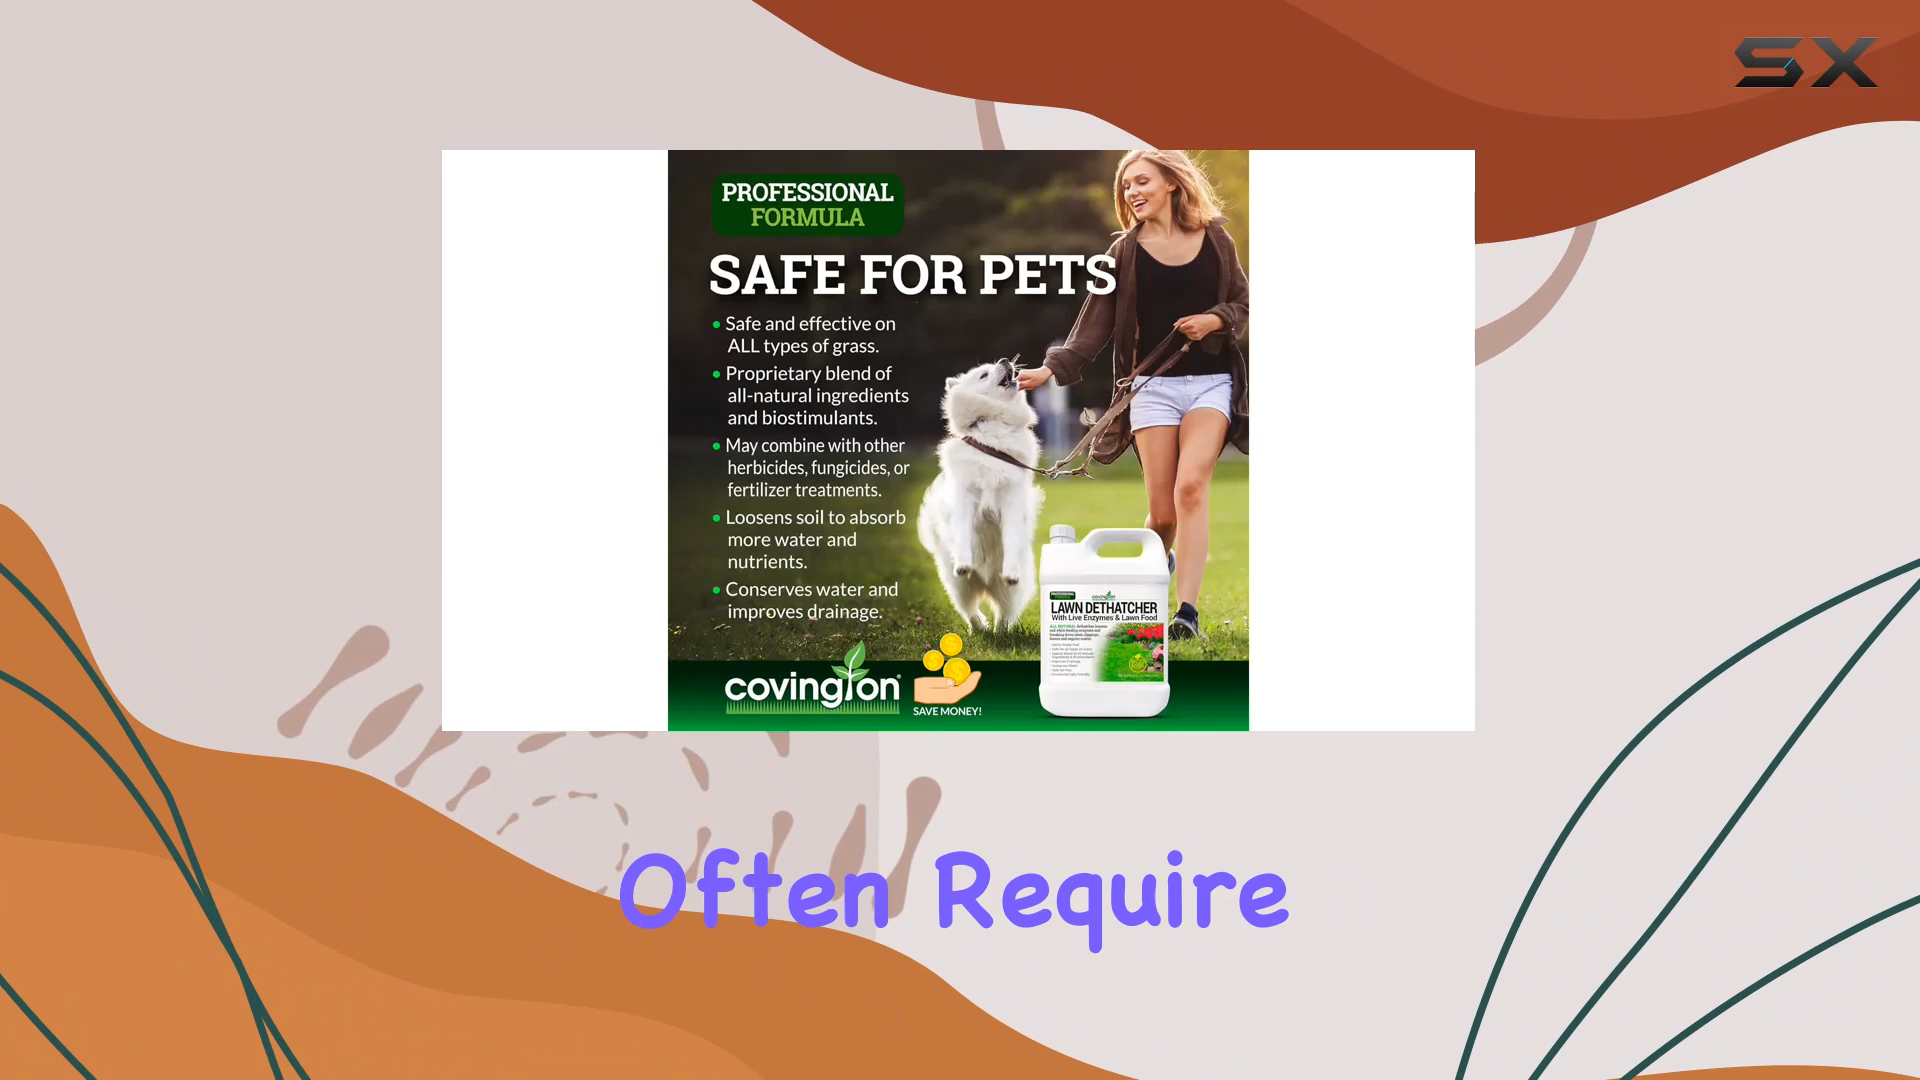 SX
PROFESSIONAL
FORMULA
SAFE FOR PETS
• Safe and effective on
ALL types of grass.
• Proprietary blend of
all-natural ingredients
and biostimulants.
• May combine with other
herbicides, fungicides, or
fertilizer treatments.
• Loosens soil to absorb
more water and
nutrients.
• Conserves water and
improves drainage.
covington
SAVE MONEY!
PROFESSIONAL
covington
LAWN DETHATCHER
With Live Enzymes & Lawn Food
Often Require